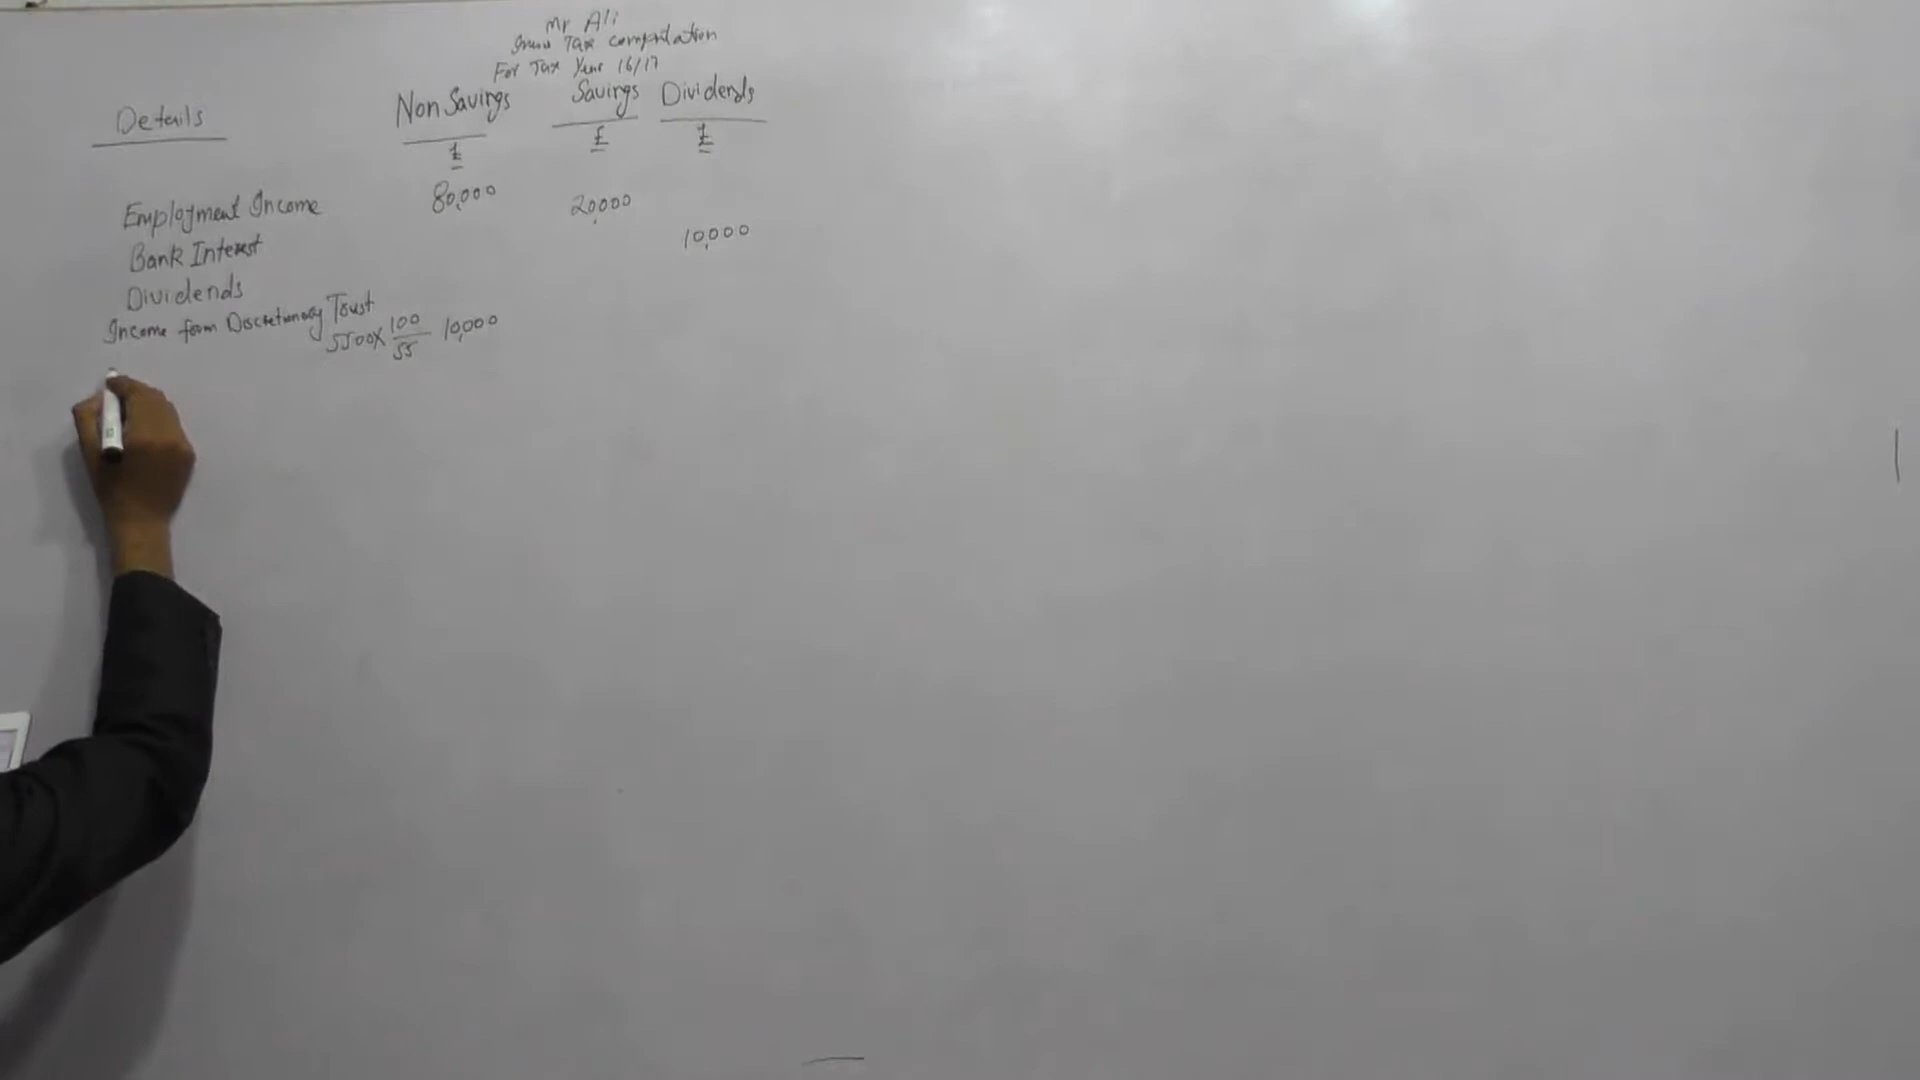 Mr Ali
Income Tax computation
For Tax Year 16/17
Details Non Savings Savings Dividends
£ £ £
Employment Income 80,000 20,000
Bank Interest 10,000
Dividends
Income from Discretionary Trust
5500 x 100/55 10,000